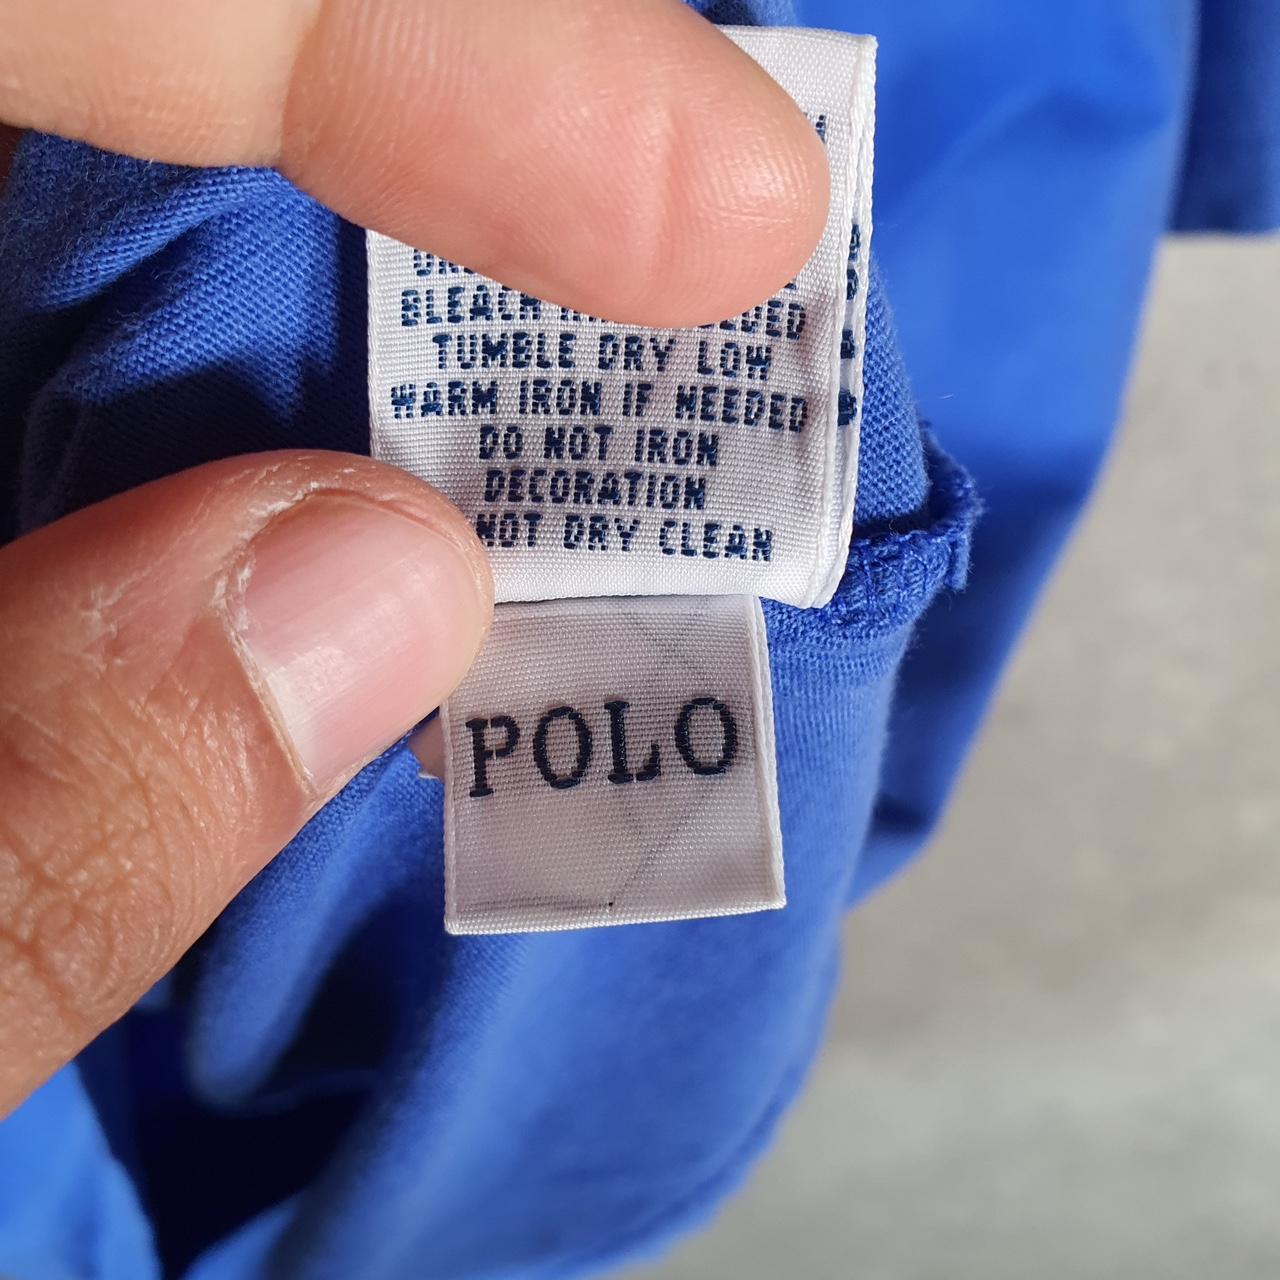 BLEACH
TUMBLE DRY LOW
WARM IRON IF NEEDED
DO NOT IRON
DECORATION
NOT DRY CLEAN
POLO